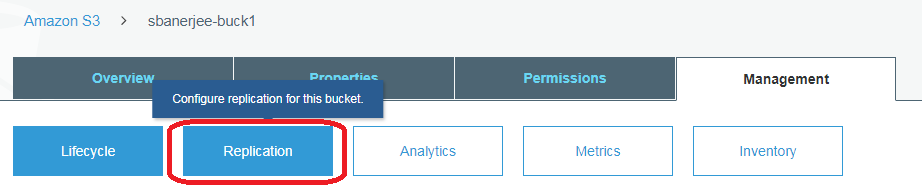 Amazon S3 > sbanerjee-buck1
Overview Properties Permissions Management
Configure replication for this bucket.
Lifecycle Replication Analytics Metrics Inventory